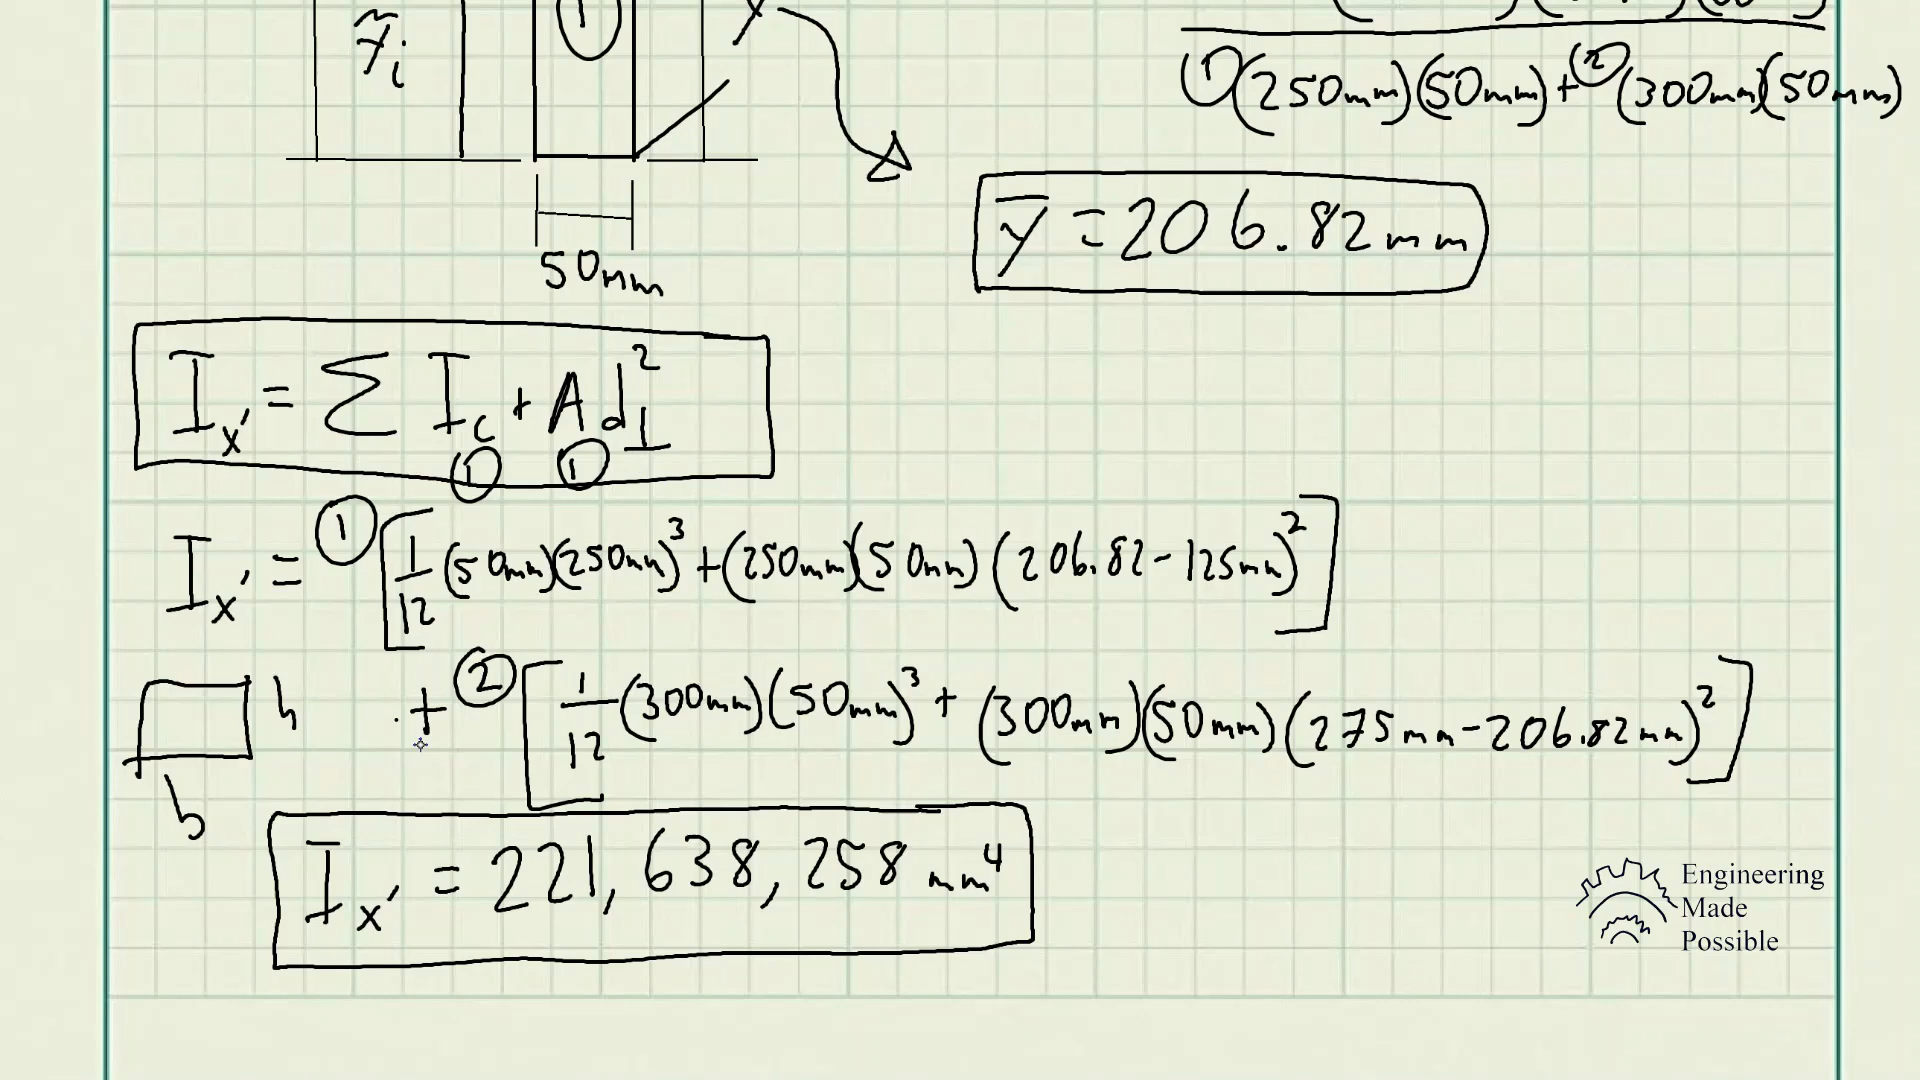 ỹᵢ
1
①(250mm)(50mm)+②(300mm)(50mm)
ȳ = 206.82mm
50mm
Iₓ' = Σ I_c + A d⊥²
① ①
Iₓ' = ①[1/12 (50mm)(250mm)³ + (250mm)(50mm)(206.82-125mm)²]
h
+ ②[1/12 (300mm)(50mm)³ + (300mm)(50mm)(275mm-206.82mm)²]
b
Iₓ' = 221,638,258 mm⁴
Engineering
Made
Possible